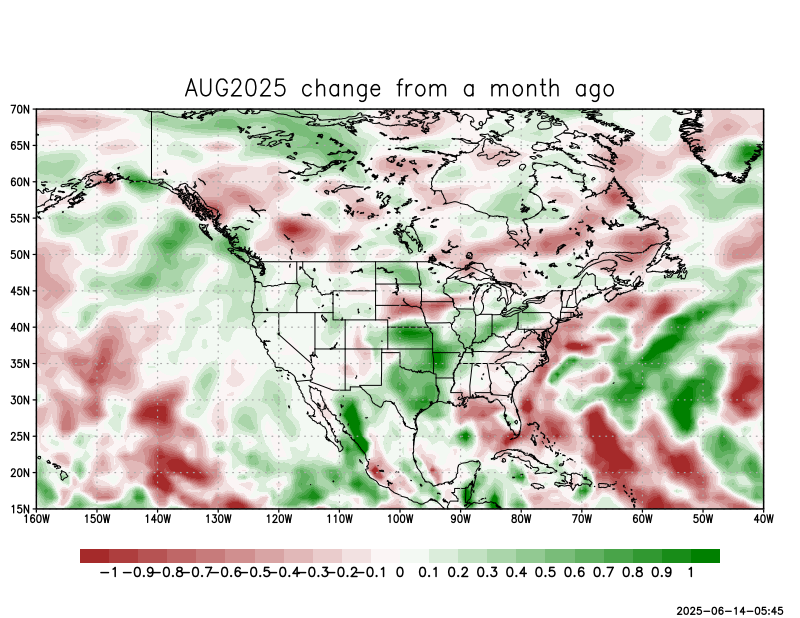 AUG2025 change from a month ago
70N
65N
60N
55N
50N
45N
40N
35N
30N
25N
20N
15N
160W 150W 140W 130W 120W 110W 100W 90W 80W 70W 60W 50W 40W
-1 -0.9 -0.8 -0.7 -0.6 -0.5 -0.4 -0.3 -0.2 -0.1 0 0.1 0.2 0.3 0.4 0.5 0.6 0.7 0.8 0.9 1
2025-06-14-05:45